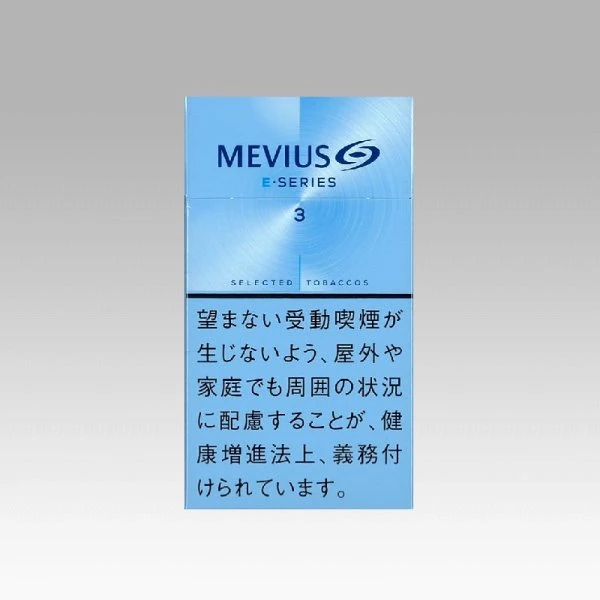 MEVIUS
E·SERIES
3
SELECTED TOBACCOS
望まない受動喫煙が
生じないよう、屋外や
家庭でも周囲の状況
に配慮することが、健
康増進法上、義務付
けられています。